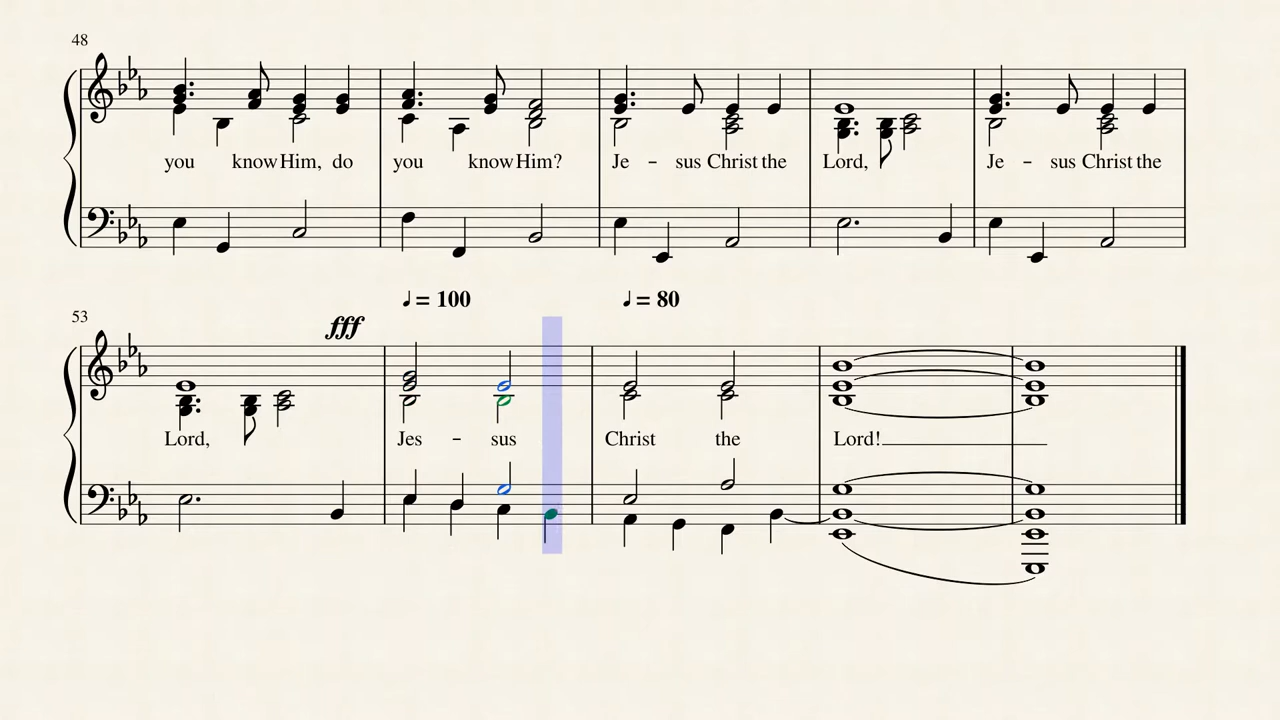 48
you know Him, do you know Him? Je - sus Christ the Lord, Je - sus Christ the
♩= 100 ♩= 80
53 fff
Lord, Jes - sus Christ the Lord!